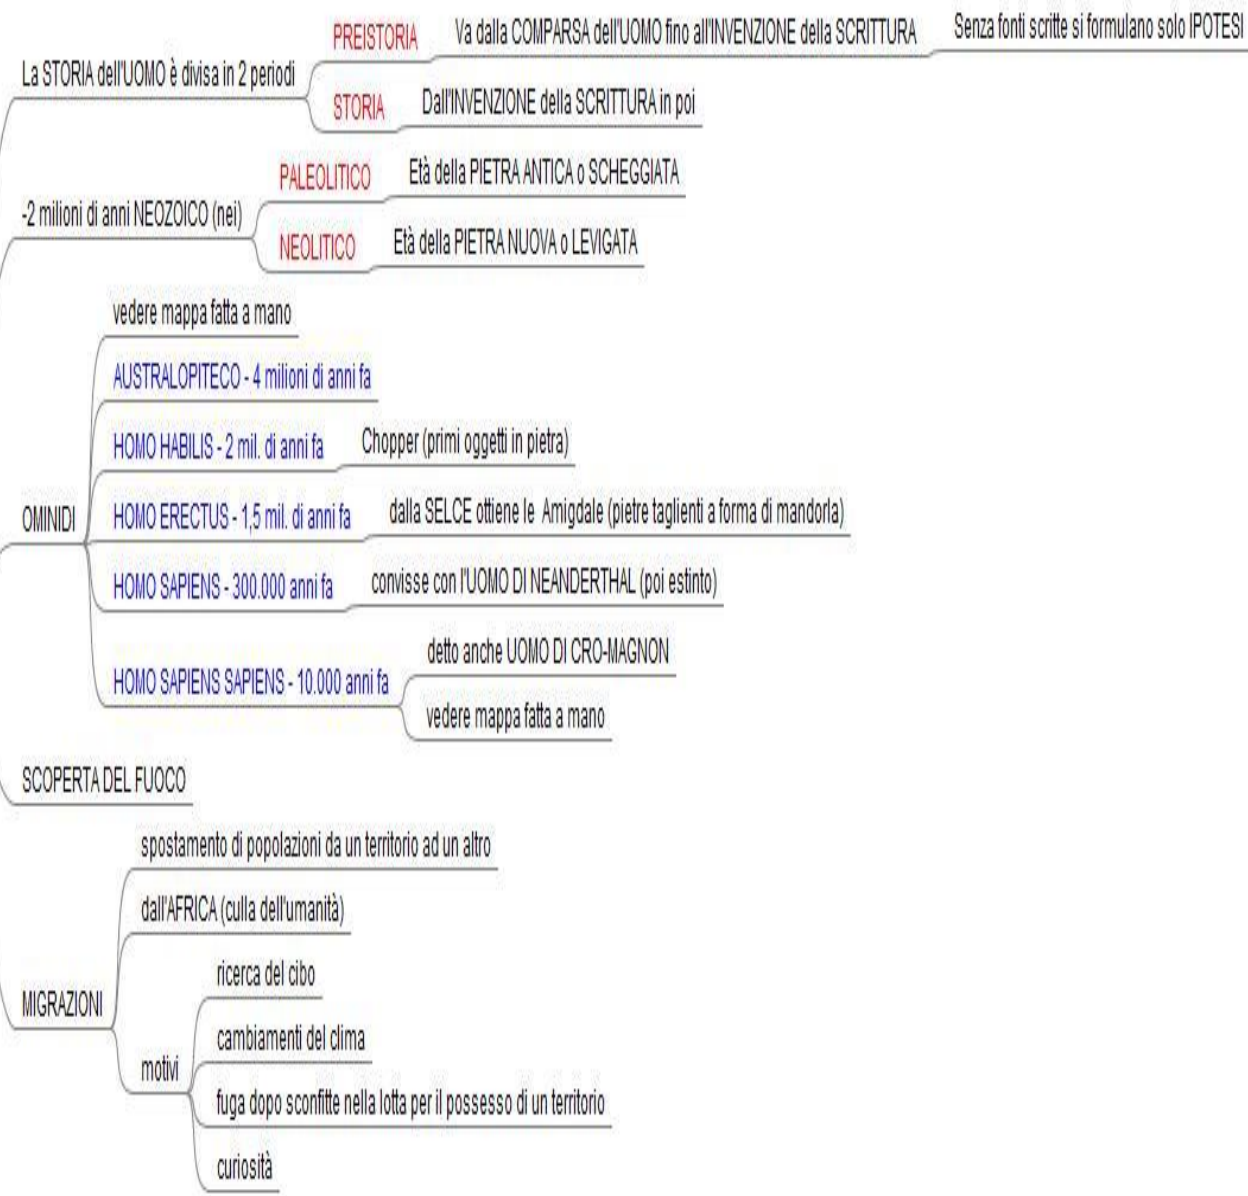 La STORIA dell'UOMO è divisa in 2 periodi
PREISTORIA
Va dalla COMPARSA dell'UOMO fino all'INVENZIONE della SCRITTURA
Senza fonti scritte si formulano solo IPOTESI
STORIA
Dall'INVENZIONE della SCRITTURA in poi
-2 milioni di anni NEOZOICO (nei)
PALEOLITICO
Età della PIETRA ANTICA o SCHEGGIATA
NEOLITICO
Età della PIETRA NUOVA o LEVIGATA
OMINIDI
vedere mappa fatta a mano
AUSTRALOPITECO - 4 milioni di anni fa
HOMO HABILIS - 2 mil. di anni fa
Chopper (primi oggetti in pietra)
HOMO ERECTUS - 1,5 mil. di anni fa
dalla SELCE ottiene le Amigdale (pietre taglienti a forma di mandorla)
HOMO SAPIENS - 300.000 anni fa
convisse con l'UOMO DI NEANDERTHAL (poi estinto)
HOMO SAPIENS SAPIENS - 10.000 anni fa
detto anche UOMO DI CRO-MAGNON
vedere mappa fatta a mano
SCOPERTA DEL FUOCO
MIGRAZIONI
spostamento di popolazioni da un territorio ad un altro
dall'AFRICA (culla dell'umanità)
motivi
ricerca del cibo
cambiamenti del clima
fuga dopo sconfitte nella lotta per il possesso di un territorio
curiosità